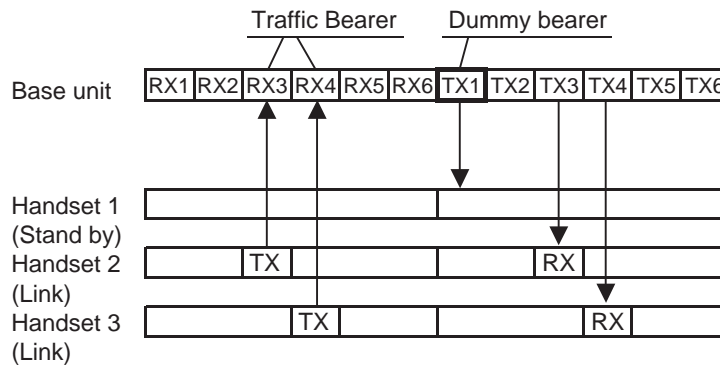 Traffic Bearer Dummy bearer
Base unit RX1 RX2 RX3 RX4 RX5 RX6 TX1 TX2 TX3 TX4 TX5 TX6
Handset 1
(Stand by)
Handset 2 TX RX
(Link)
Handset 3 TX RX
(Link)